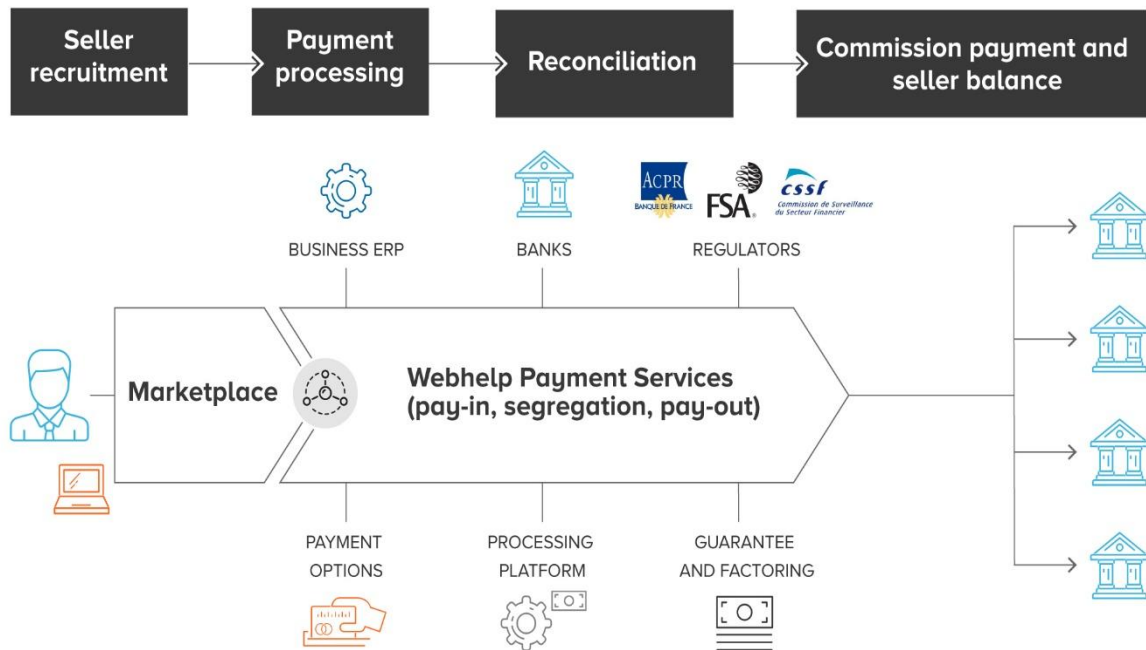 Seller
recruitment
Payment
processing
Reconciliation
Commission payment and
seller balance
ACPR
BANQUE DE FRANCE
FSA®
cssf
Commission de Surveillance
du Secteur Financier
BUSINESS ERP
BANKS
REGULATORS
Marketplace
Webhelp Payment Services
(pay-in, segregation, pay-out)
PAYMENT
OPTIONS
PROCESSING
PLATFORM
GUARANTEE
AND FACTORING